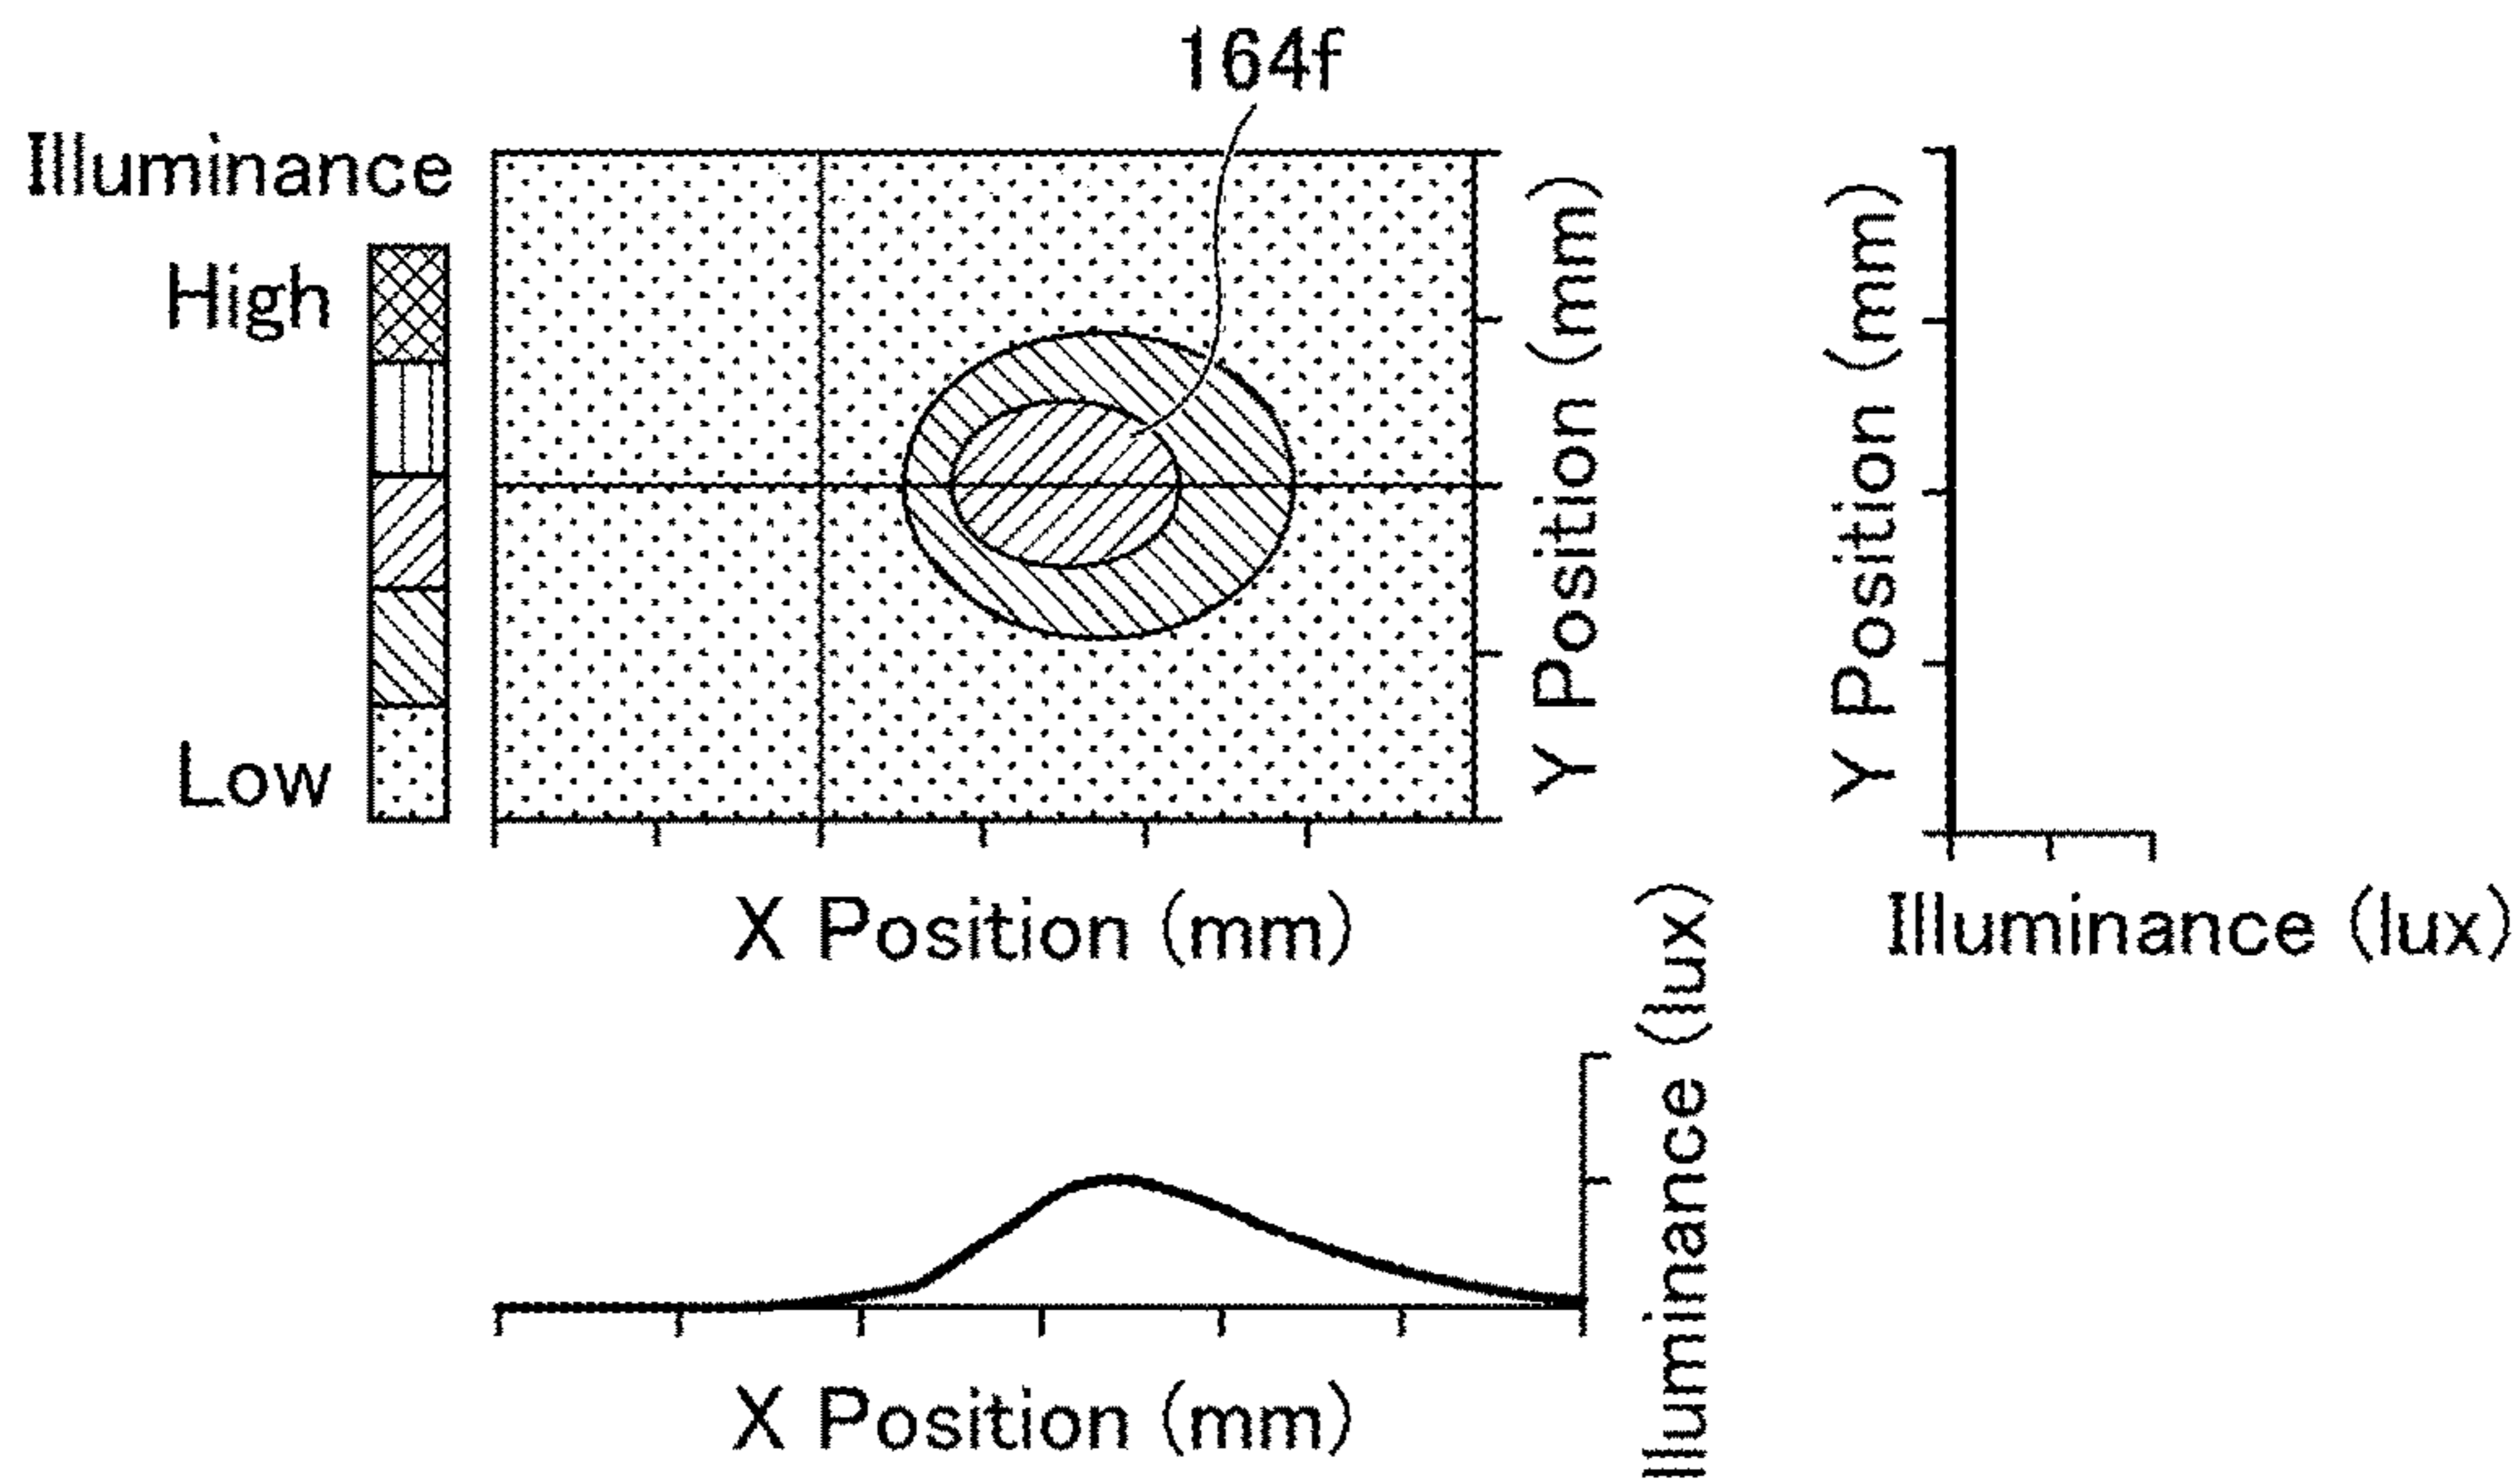 164f
Illuminance
High
Low
Y Position (mm)
X Position (mm)
Y Position (mm)
Illuminance (lux)
Illuminance (lux)
X Position (mm)